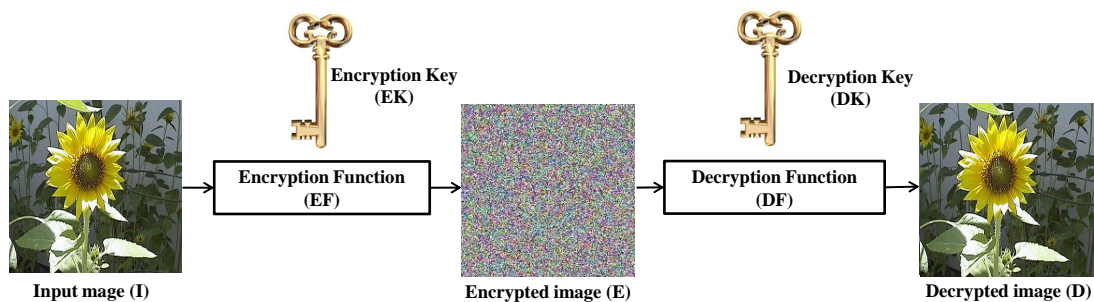 Encryption Key
(EK)
Decryption Key
(DK)
Encryption Function
(EF)
Decryption Function
(DF)
Input mage (I)
Encrypted image (E)
Decrypted image (D)